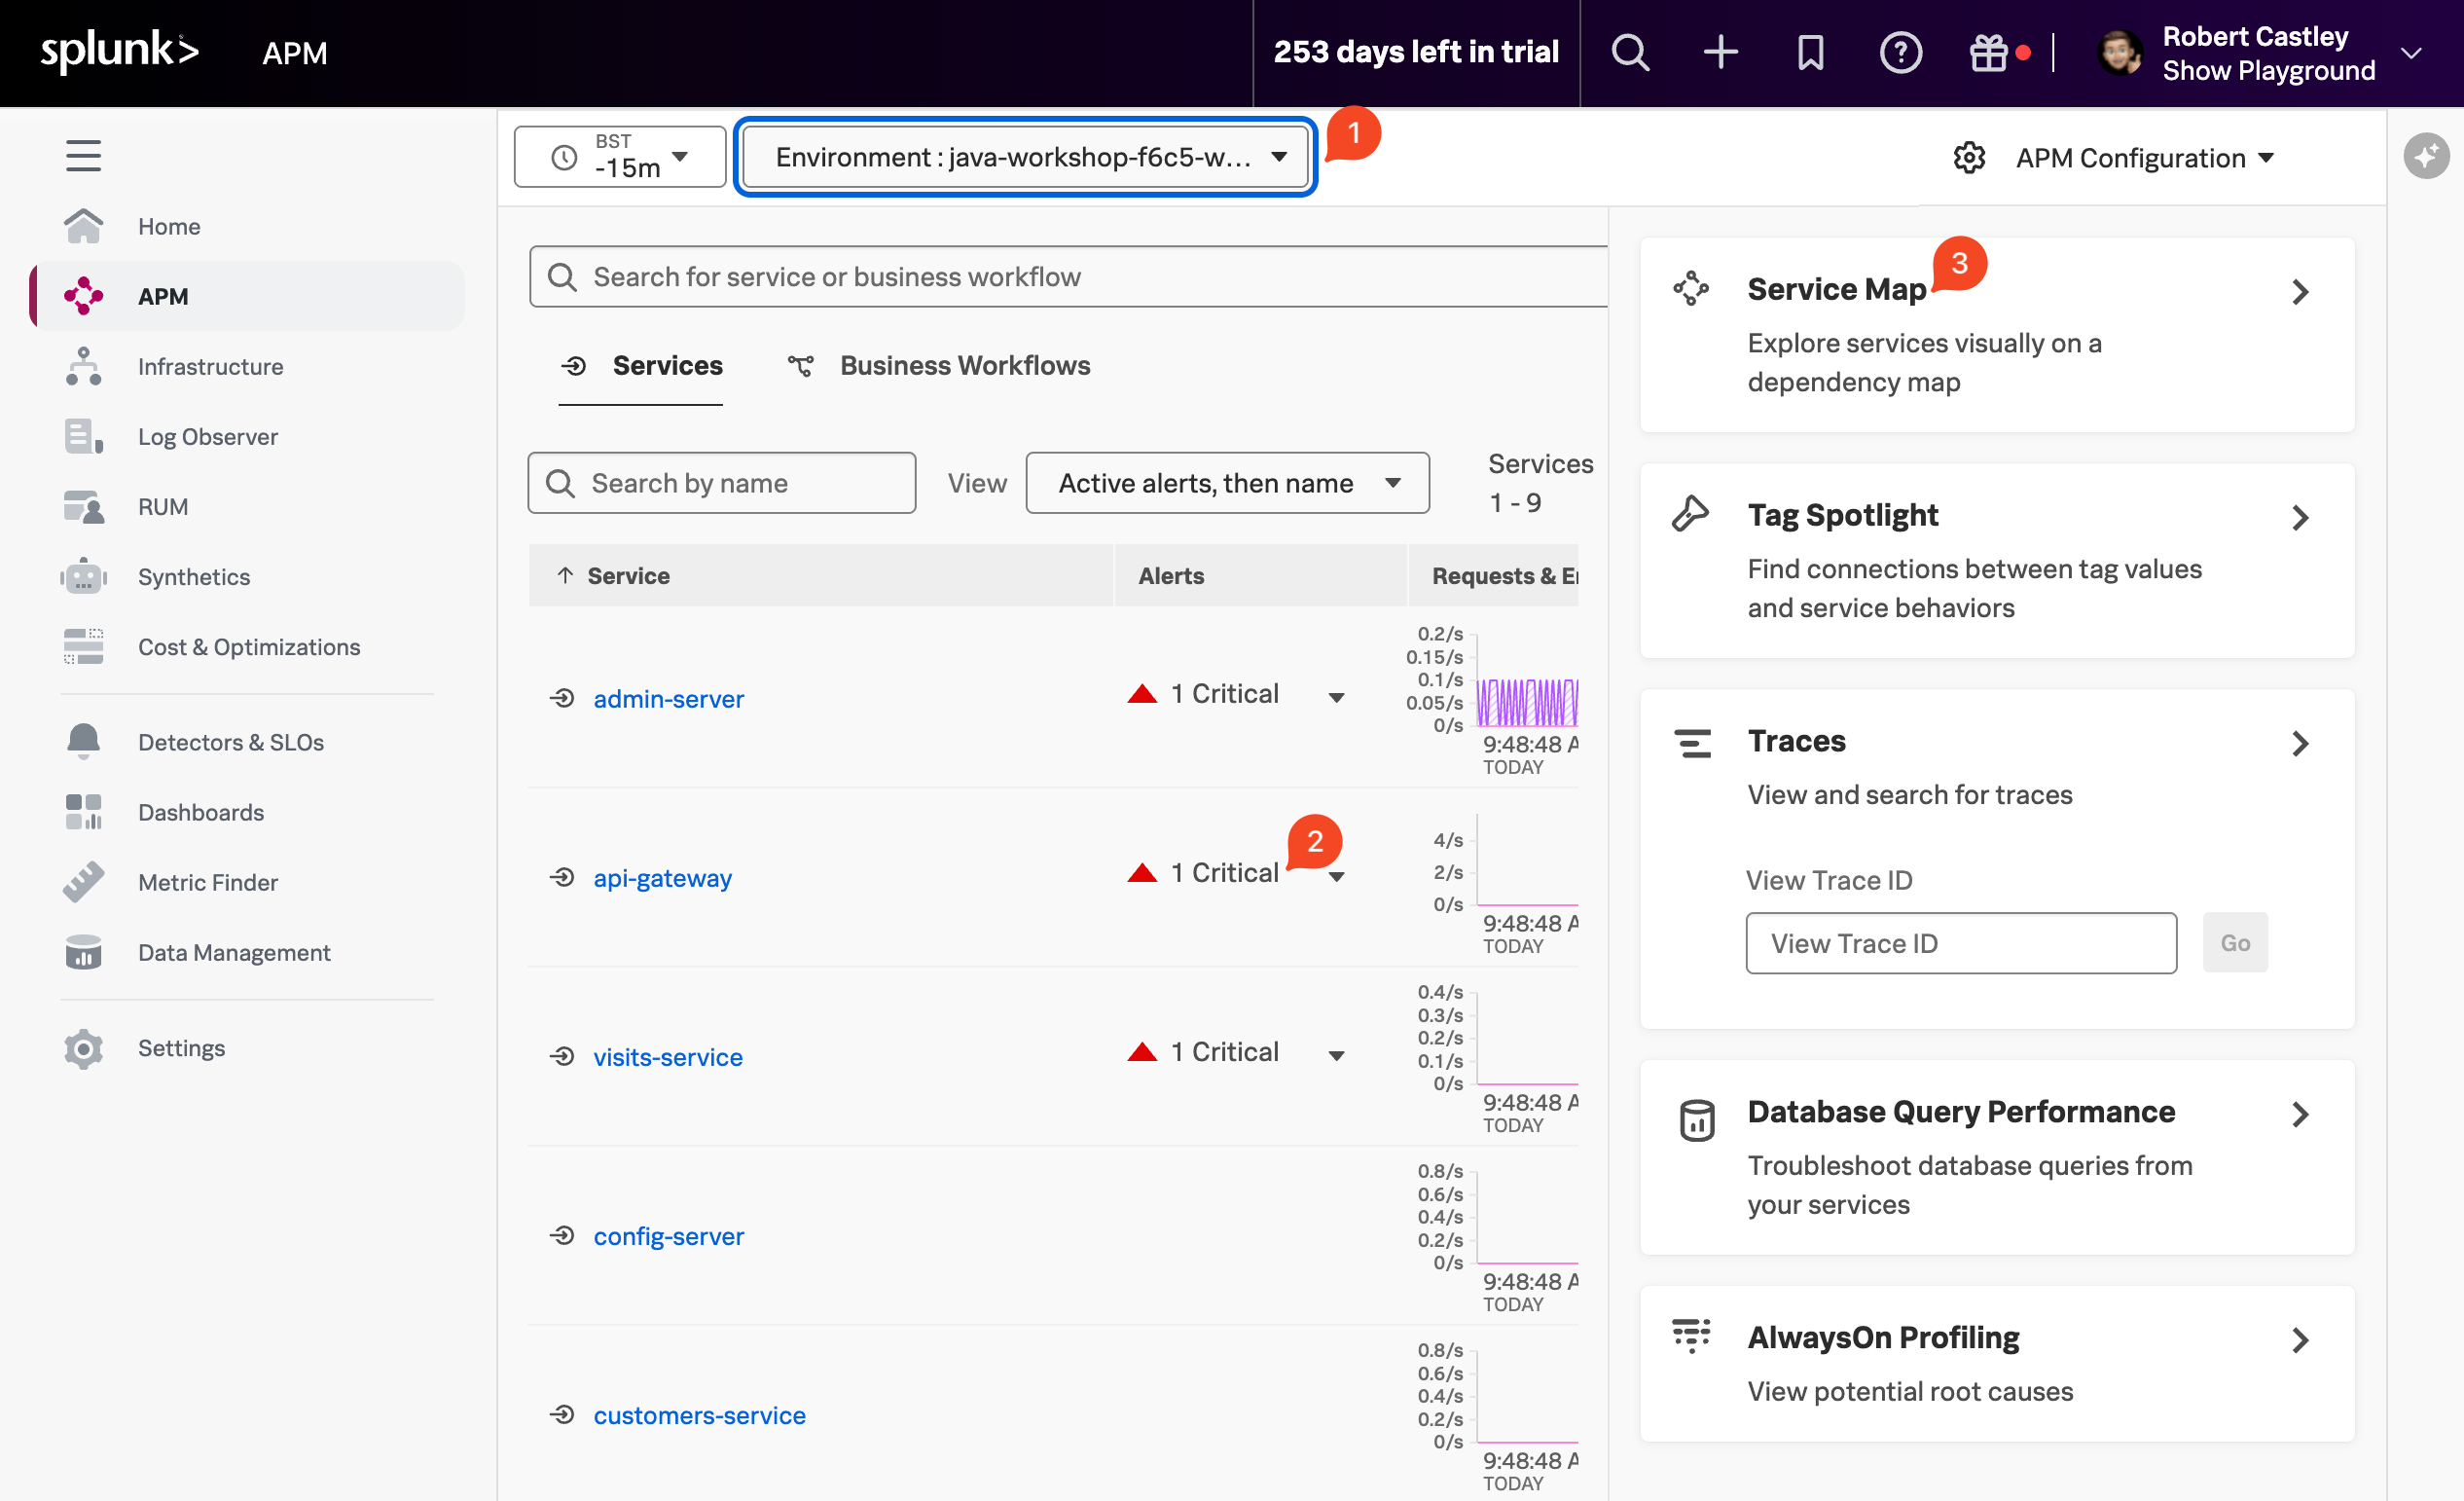 splunk>
APM
253 days left in trial
Robert Castley
Show Playground
Home
APM
Infrastructure
Log Observer
RUM
Synthetics
Cost & Optimizations
Detectors & SLOs
Dashboards
Metric Finder
Data Management
Settings
BST
-15m
Environment : java-workshop-f6c5-w...
1
APM Configuration
Search for service or business workflow
Services
Business Workflows
Search by name
View
Active alerts, then name
Services
1 - 9
Service
Alerts
Requests & Er
admin-server
1 Critical
0.2/s
0.15/s
0.1/s
0.05/s
0/s
9:48:48 A
TODAY
api-gateway
1 Critical
2
4/s
2/s
0/s
9:48:48 A
TODAY
visits-service
1 Critical
0.4/s
0.3/s
0.2/s
0.1/s
0/s
9:48:48 A
TODAY
config-server
0.8/s
0.6/s
0.4/s
0.2/s
0/s
9:48:48 A
TODAY
customers-service
0.8/s
0.6/s
0.4/s
0.2/s
0/s
9:48:48 A
TODAY
Service Map
3
Explore services visually on a
dependency map
Tag Spotlight
Find connections between tag values
and service behaviors
Traces
View and search for traces
View Trace ID
View Trace ID
Go
Database Query Performance
Troubleshoot database queries from
your services
AlwaysOn Profiling
View potential root causes